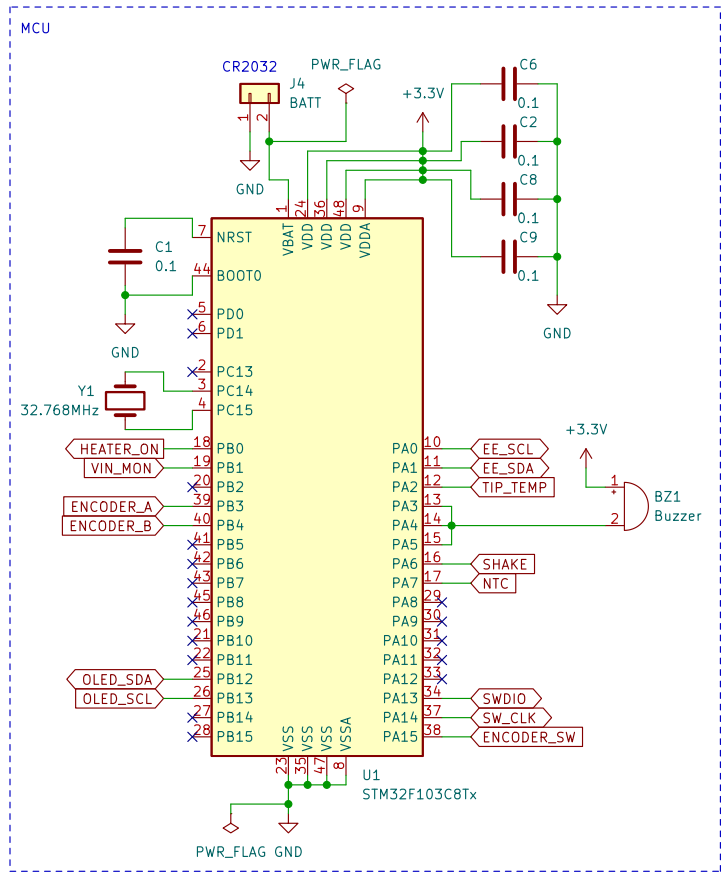 MCU
CR2032
PWR_FLAG
J4
BATT
1
2
GND
+3.3V
C6
0.1
C2
0.1
C8
0.1
C9
0.1
GND
1
24
36
48
9
VBAT
VDD
VDD
VDD
VDDA
C1
0.1
GND
7 NRST
44 BOOT0
5 PD0
6 PD1
2 PC13
3 PC14
4 PC15
Y1
32.768MHz
HEATER_ON 18 PB0
VIN_MON 19 PB1
20 PB2
ENCODER_A 39 PB3
ENCODER_B 40 PB4
41 PB5
42 PB6
43 PB7
45 PB8
46 PB9
21 PB10
22 PB11
OLED_SDA 25 PB12
OLED_SCL 26 PB13
27 PB14
28 PB15
PA0 10 EE_SCL
PA1 11 EE_SDA
PA2 12 TIP_TEMP
PA3 13
PA4 14
PA5 15
PA6 16 SHAKE
PA7 17 NTC
PA8 29
PA9 30
PA10 31
PA11 32
PA12 33
PA13 34 SWDIO
PA14 37 SW_CLK
PA15 38 ENCODER_SW
+3.3V
1
+
2
BZ1
Buzzer
VSS
VSS
VSS
VSSA
23
35
47
8
U1
STM32F103C8Tx
PWR_FLAG GND